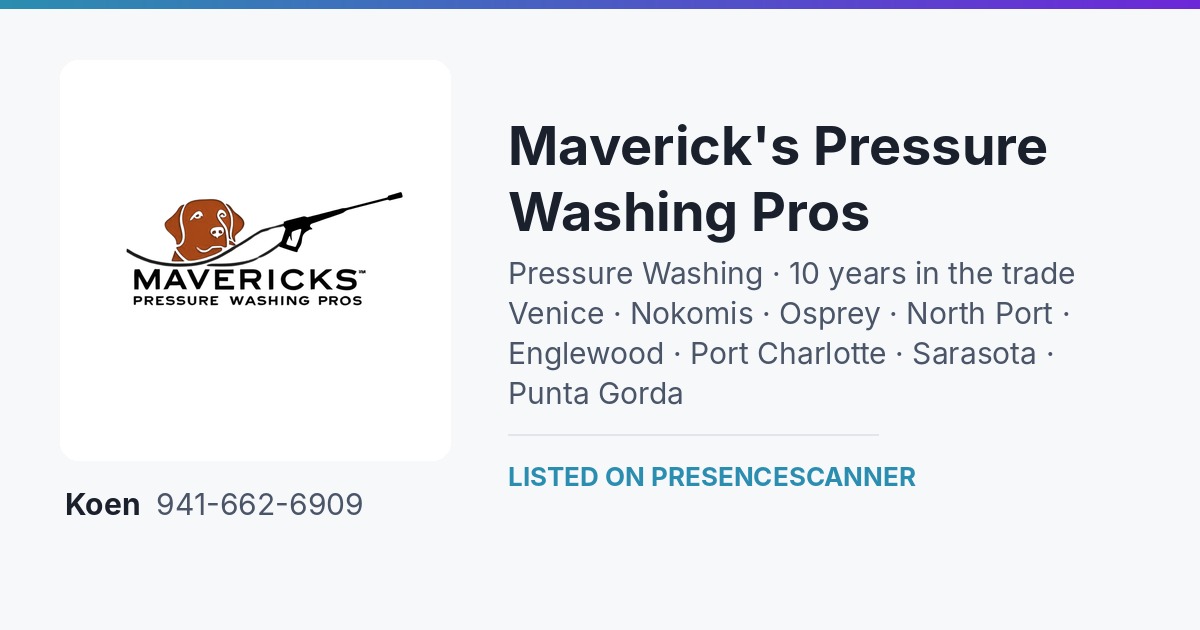 MAVERICKS™
PRESSURE WASHING PROS
Koen 941-662-6909
Maverick's Pressure
Washing Pros
Pressure Washing · 10 years in the trade
Venice · Nokomis · Osprey · North Port ·
Englewood · Port Charlotte · Sarasota ·
Punta Gorda
LISTED ON PRESENCESCANNER